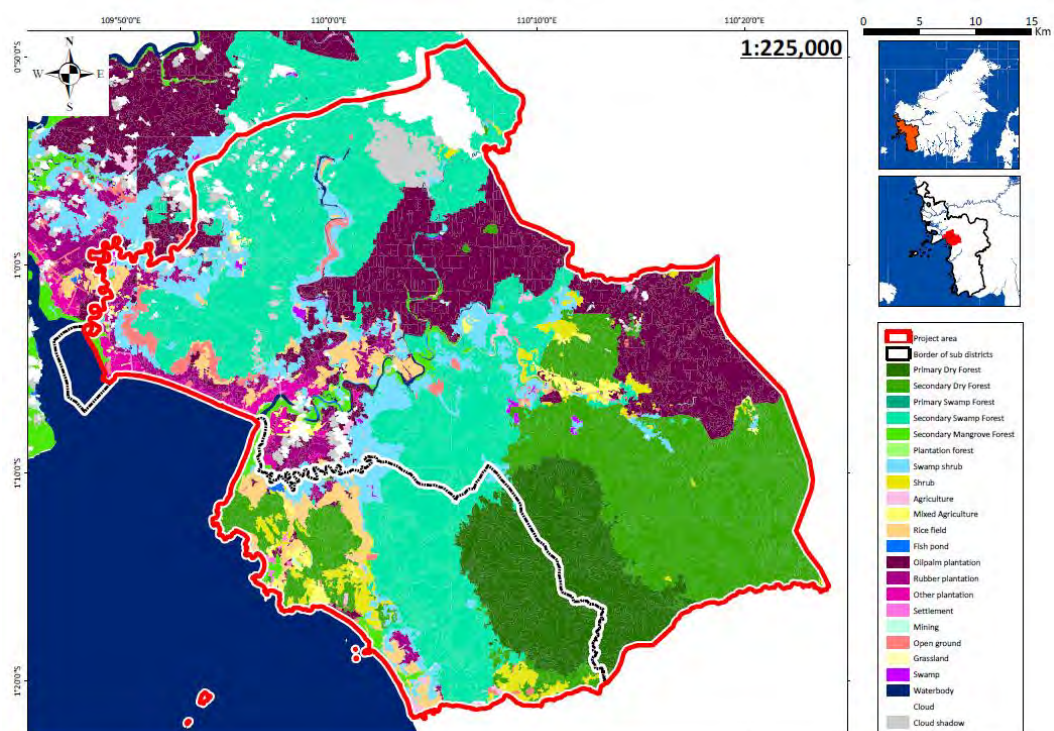 109°50'0"E 110°0'0"E 110°10'0"E 110°20'0"E
0 5 10 15
Km
0°50'0"S
N
W E
S
1:225,000
1°0'0"S
1°10'0"S
1°20'0"S
Project area
Border of sub districts
Primary Dry Forest
Secondary Dry Forest
Primary Swamp Forest
Secondary Swamp Forest
Secondary Mangrove Forest
Plantation forest
Swamp shrub
Shrub
Agriculture
Mixed Agriculture
Rice field
Fish pond
Oilpalm plantation
Rubber plantation
Other plantation
Settlement
Mining
Open ground
Grassland
Swamp
Waterbody
Cloud
Cloud shadow